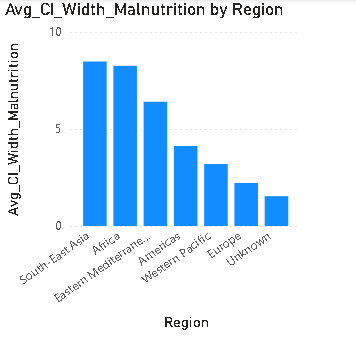 Avg_CI_Width_Malnutrition by Region
Avg_CI_Width_Malnutrition
10
5
0
South-East Asia
Africa
Eastern Mediterrane...
Americas
Western Pacific
Europe
Unknown
Region